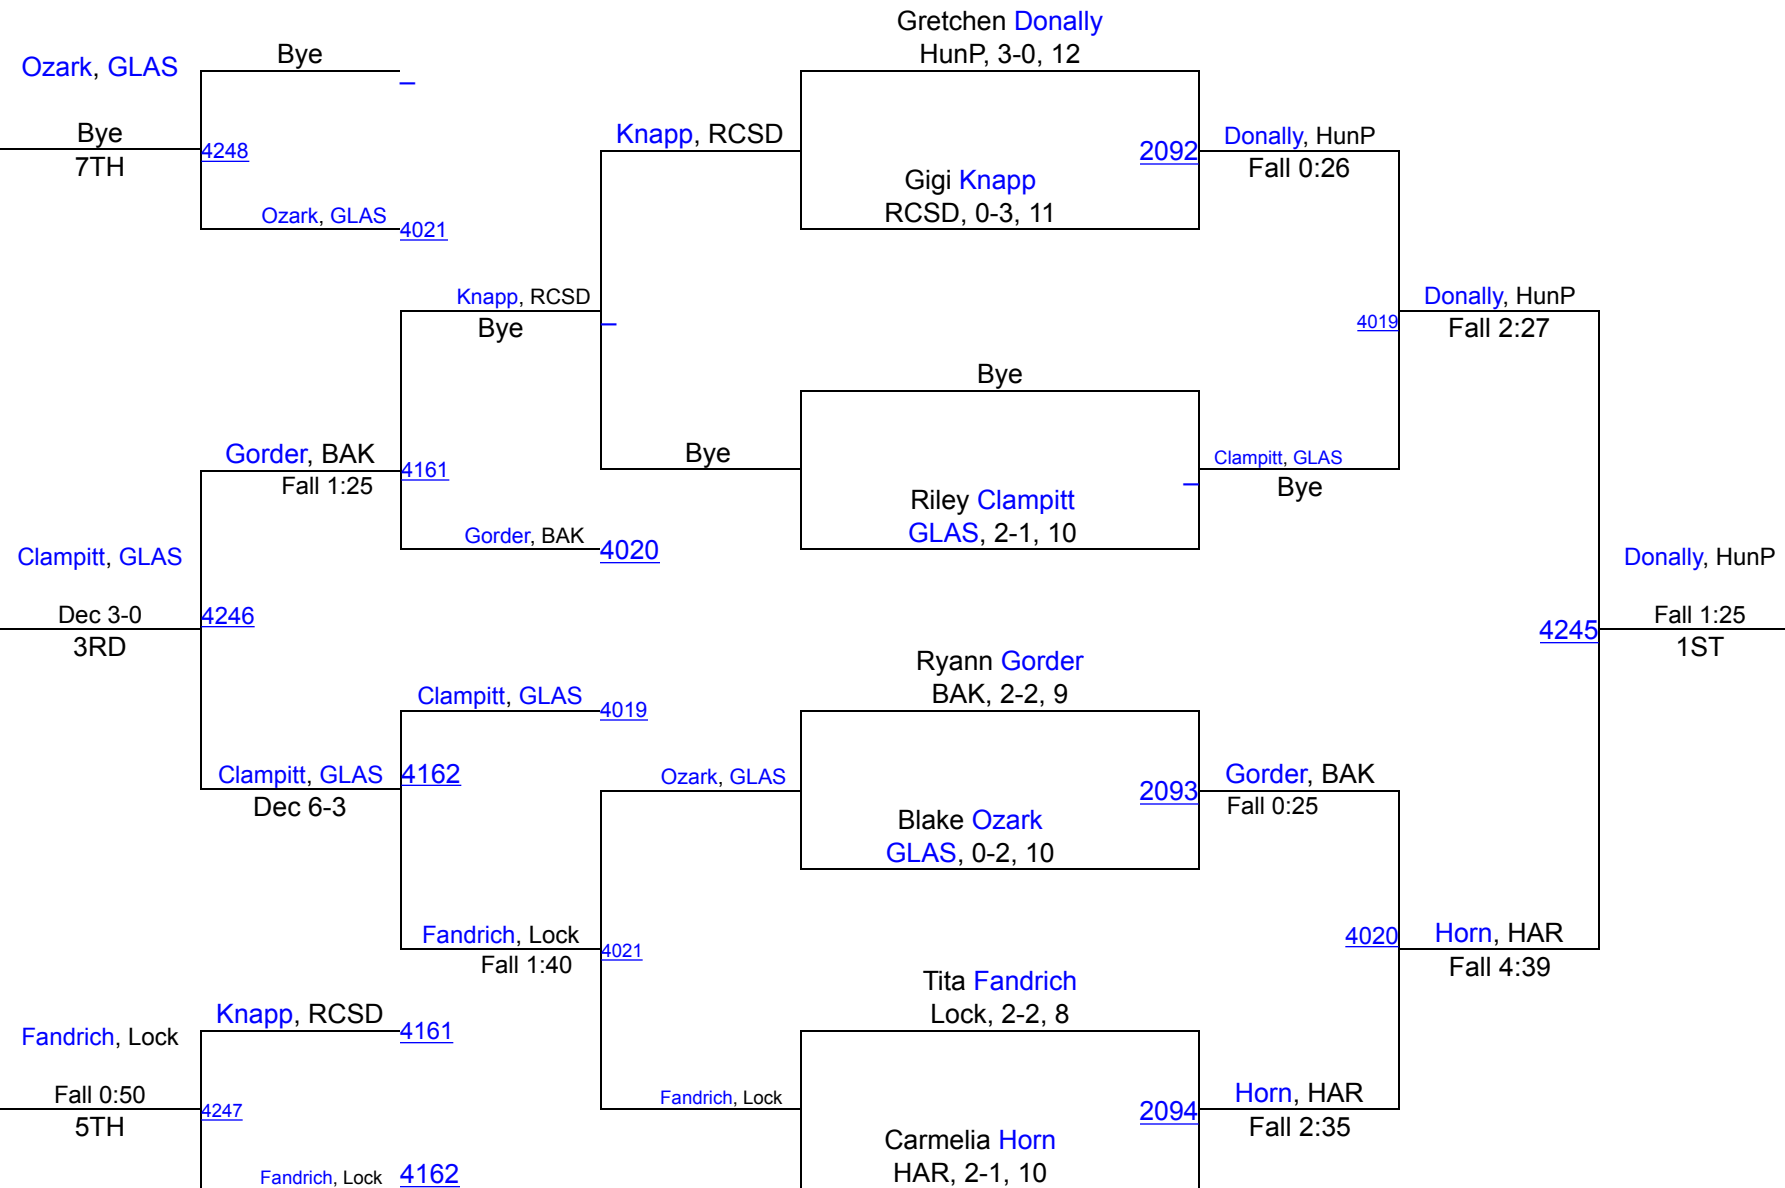 Gretchen Donally
HunP, 3-0, 12
Bye
Ozark, GLAS
Bye
7TH
4248
Ozark, GLAS
4021
Knapp, RCSD
2092
Donally, HunP
Fall 0:26
Gigi Knapp
RCSD, 0-3, 11
Knapp, RCSD
Bye
4019
Donally, HunP
Fall 2:27
Bye
Gorder, BAK
Fall 1:25
4161
Bye
Clampitt, GLAS
Bye
Riley Clampitt
GLAS, 2-1, 10
Gorder, BAK
4020
Clampitt, GLAS
Dec 3-0
3RD
4246
Donally, HunP
4245
Fall 1:25
1ST
Ryann Gorder
BAK, 2-2, 9
Clampitt, GLAS
4019
Clampitt, GLAS
Dec 6-3
4162
Ozark, GLAS
2093
Gorder, BAK
Fall 0:25
Blake Ozark
GLAS, 0-2, 10
Fandrich, Lock
Fall 1:40
4021
4020
Horn, HAR
Fall 4:39
Tita Fandrich
Lock, 2-2, 8
Knapp, RCSD
4161
Fandrich, Lock
Fall 0:50
5TH
4247
Fandrich, Lock
2094
Horn, HAR
Fall 2:35
Carmelia Horn
HAR, 2-1, 10
Fandrich, Lock
4162